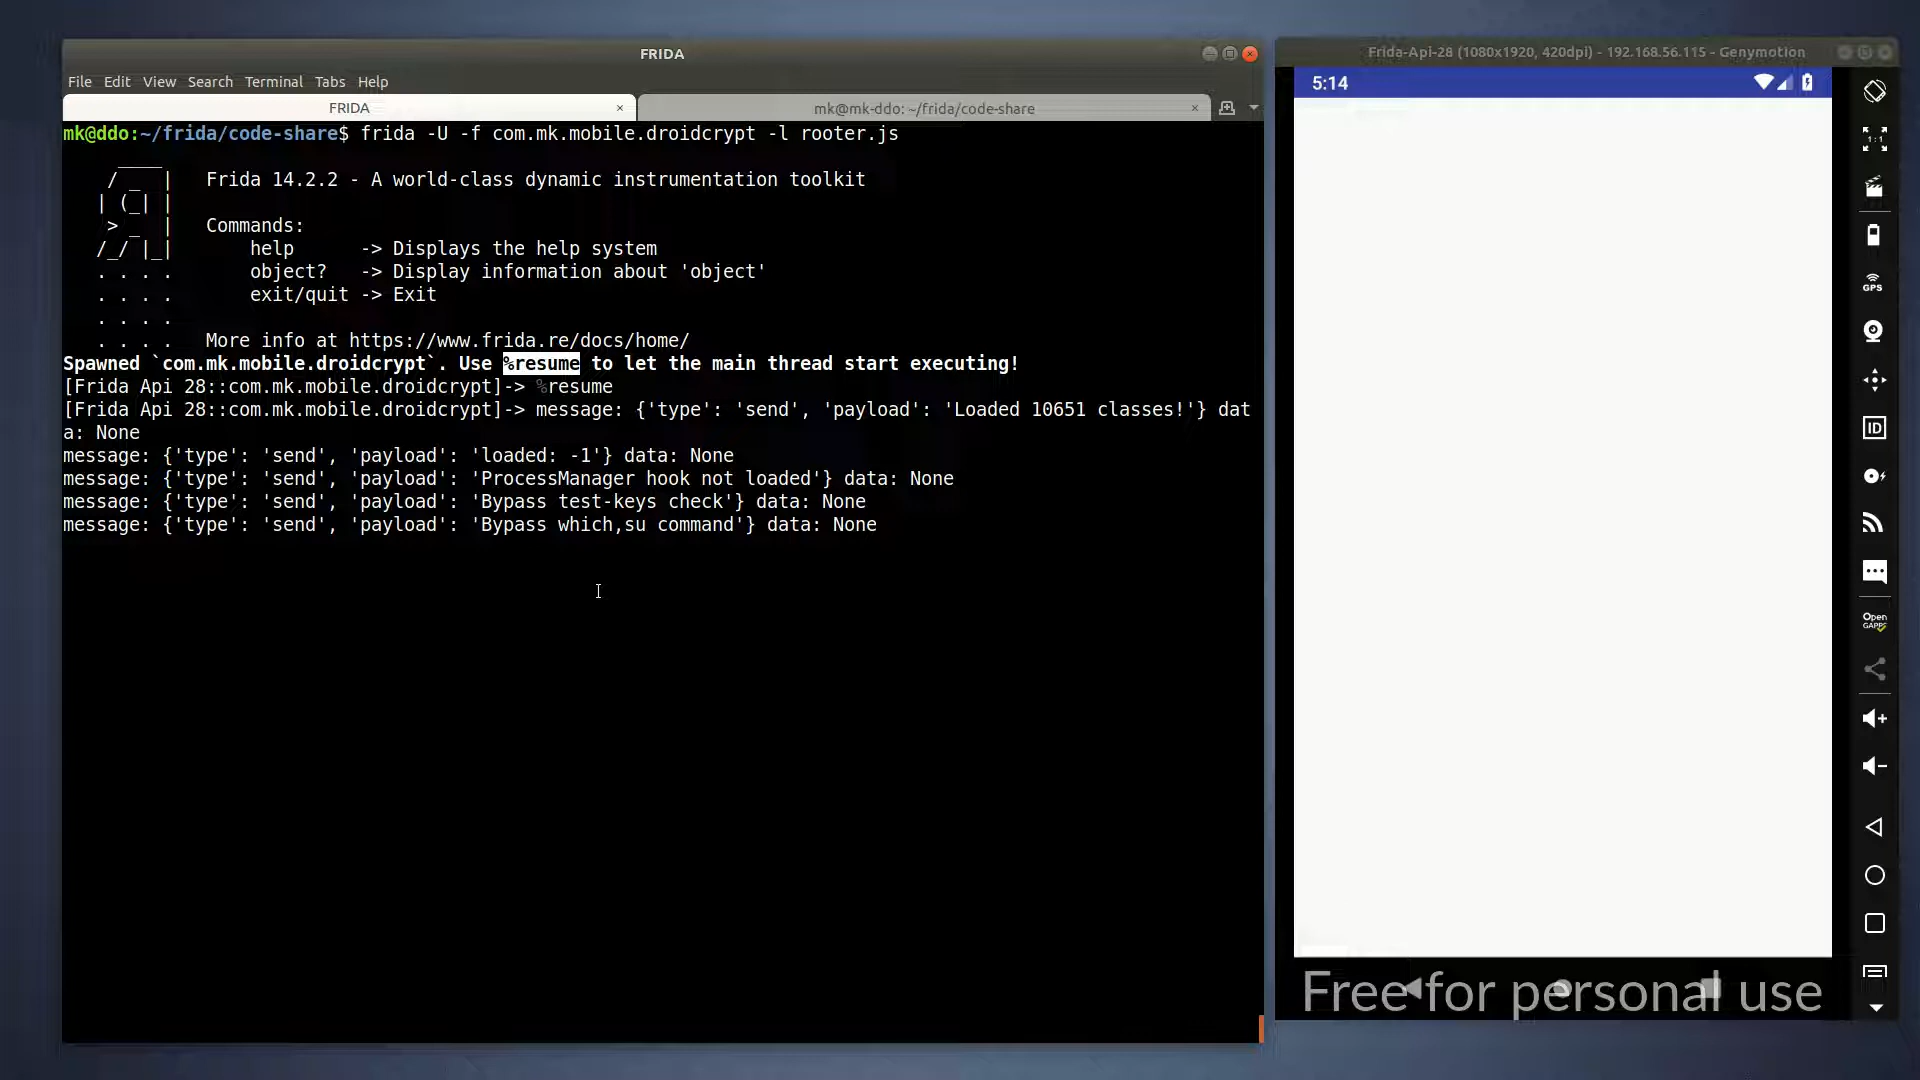 FRIDA
File Edit View Search Terminal Tabs Help
FRIDA
mk@mk-ddo: ~/frida/code-share
mk@ddo:~/frida/code-share$ frida -U -f com.mk.mobile.droidcrypt -l rooter.js
     ____
    / _  |   Frida 14.2.2 - A world-class dynamic instrumentation toolkit
   | (_| |
    > _  |   Commands:
   /_/ |_|       help      -> Displays the help system
   . . . .       object?   -> Display information about 'object'
   . . . .       exit/quit -> Exit
   . . . .
   . . . .   More info at https://www.frida.re/docs/home/
Spawned `com.mk.mobile.droidcrypt`. Use %resume to let the main thread start executing!
[Frida Api 28::com.mk.mobile.droidcrypt]-> %resume
[Frida Api 28::com.mk.mobile.droidcrypt]-> message: {'type': 'send', 'payload': 'Loaded 10651 classes!'} dat
a: None
message: {'type': 'send', 'payload': 'loaded: -1'} data: None
message: {'type': 'send', 'payload': 'ProcessManager hook not loaded'} data: None
message: {'type': 'send', 'payload': 'Bypass test-keys check'} data: None
message: {'type': 'send', 'payload': 'Bypass which,su command'} data: None
Frida-Api-28 (1080x1920, 420dpi) - 192.168.56.115 - Genymotion
5:14
1:1
GPS
ID
Open
GAPPS
Free for personal use